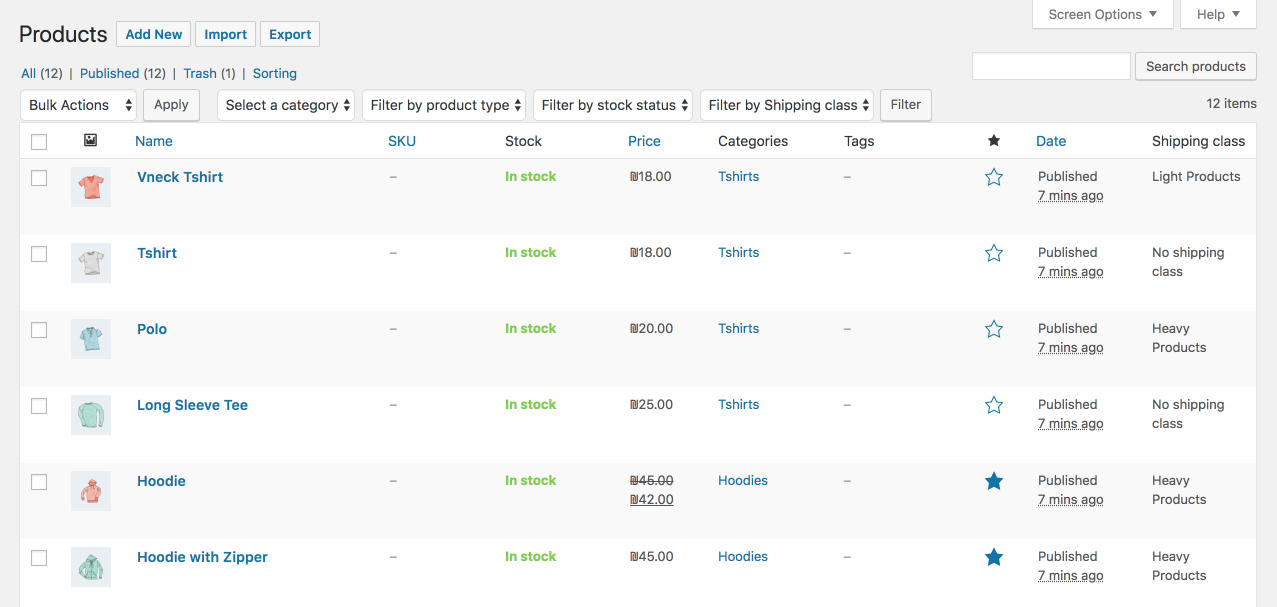 Screen Options ▼ Help ▼
Products Add New Import Export
Search products
All (12) | Published (12) | Trash (1) | Sorting
Bulk Actions Apply Select a category Filter by product type Filter by stock status Filter by Shipping class Filter 12 items
Name SKU Stock Price Categories Tags ★ Date Shipping class
Vneck Tshirt – In stock ₪18.00 Tshirts – Published Light Products
7 mins ago
Tshirt – In stock ₪18.00 Tshirts – Published No shipping
7 mins ago class
Polo – In stock ₪20.00 Tshirts – Published Heavy
7 mins ago Products
Long Sleeve Tee – In stock ₪25.00 Tshirts – Published No shipping
7 mins ago class
Hoodie – In stock ₪45.00 Hoodies – Published Heavy
₪42.00 7 mins ago Products
Hoodie with Zipper – In stock ₪45.00 Hoodies – Published Heavy
7 mins ago Products